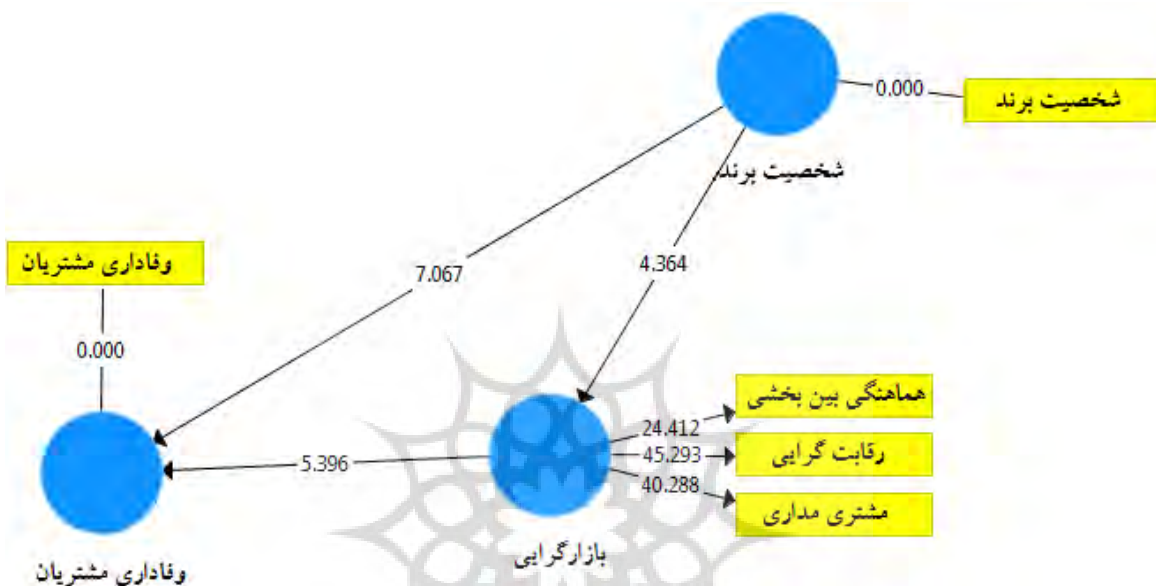 0.000
شخصیت برند
شخصیت برند
وفاداری مشتریان
7.067
4.364
0.000
هماهنگی بین بخشی
24.412
رقابت گرایی
45.293
5.396
40.288
مشتری مداری
بازارگرایی
وفاداری مشتریان